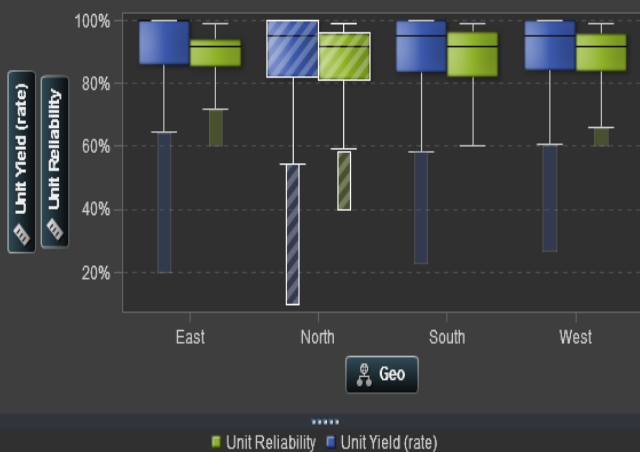 100%
80%
60%
40%
20%
Unit Yield (rate)
Unit Reliability
East North South West
Geo
Unit Reliability Unit Yield (rate)